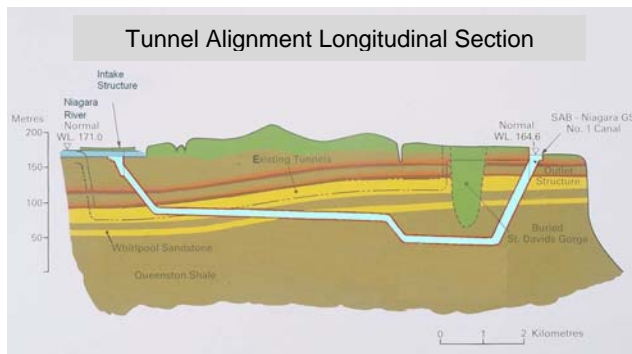 Tunnel Alignment Longitudinal Section
Intake
Structure
Niagara
River
Normal
WL. 171.0
Metres
200
150
100
50
Existing Tunnels
Whirlpool Sandstone
Queenston Shale
Buried
St. Davids Gorge
Normal
WL. 164.6
SAB - Niagara GS
No. 1 Canal
Outlet
Structure
0 1 2 Kilometres